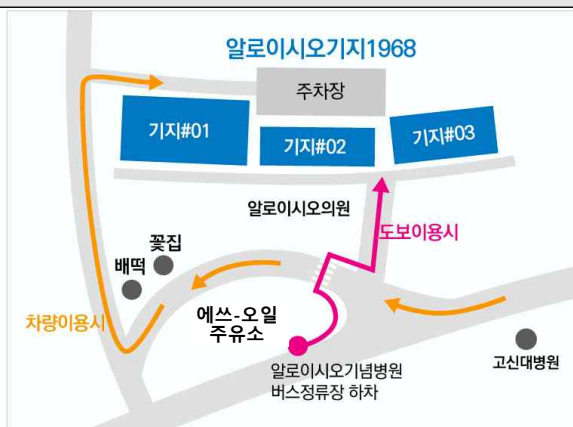 알로이시오기지1968
주차장
기지#01
기지#02
기지#03
알로이시오의원
도보이용시
꽃집
배떡
차량이용시
에쓰-오일
주유소
고신대병원
알로이시오기념병원
버스정류장 하차